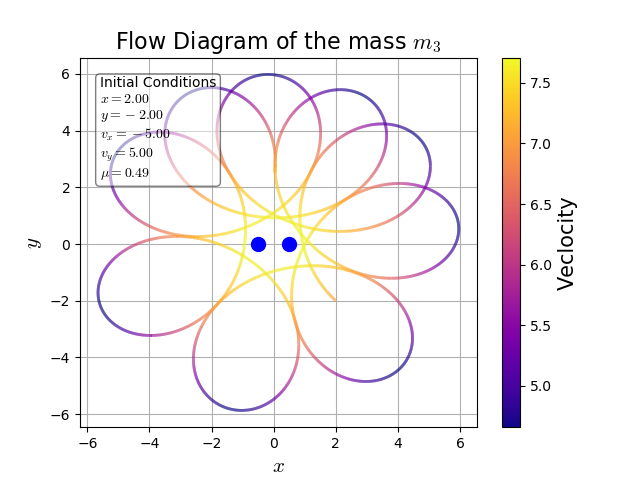 Flow Diagram of the mass m₃
Initial Conditions
x = 2.00
y = −2.00
vₓ = −5.00
v_y = 5.00
μ = 0.49
6
4
2
0
−2
−4
−6
y
−6 −4 −2 0 2 4 6
x
7.5
7.0
6.5
6.0
5.5
5.0
Veclocity